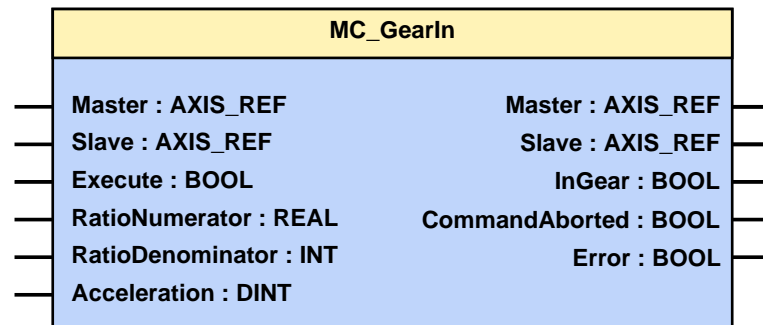 MC_GearIn
Master : AXIS_REF Master : AXIS_REF
Slave : AXIS_REF Slave : AXIS_REF
Execute : BOOL InGear : BOOL
RatioNumerator : REAL CommandAborted : BOOL
RatioDenominator : INT Error : BOOL
Acceleration : DINT